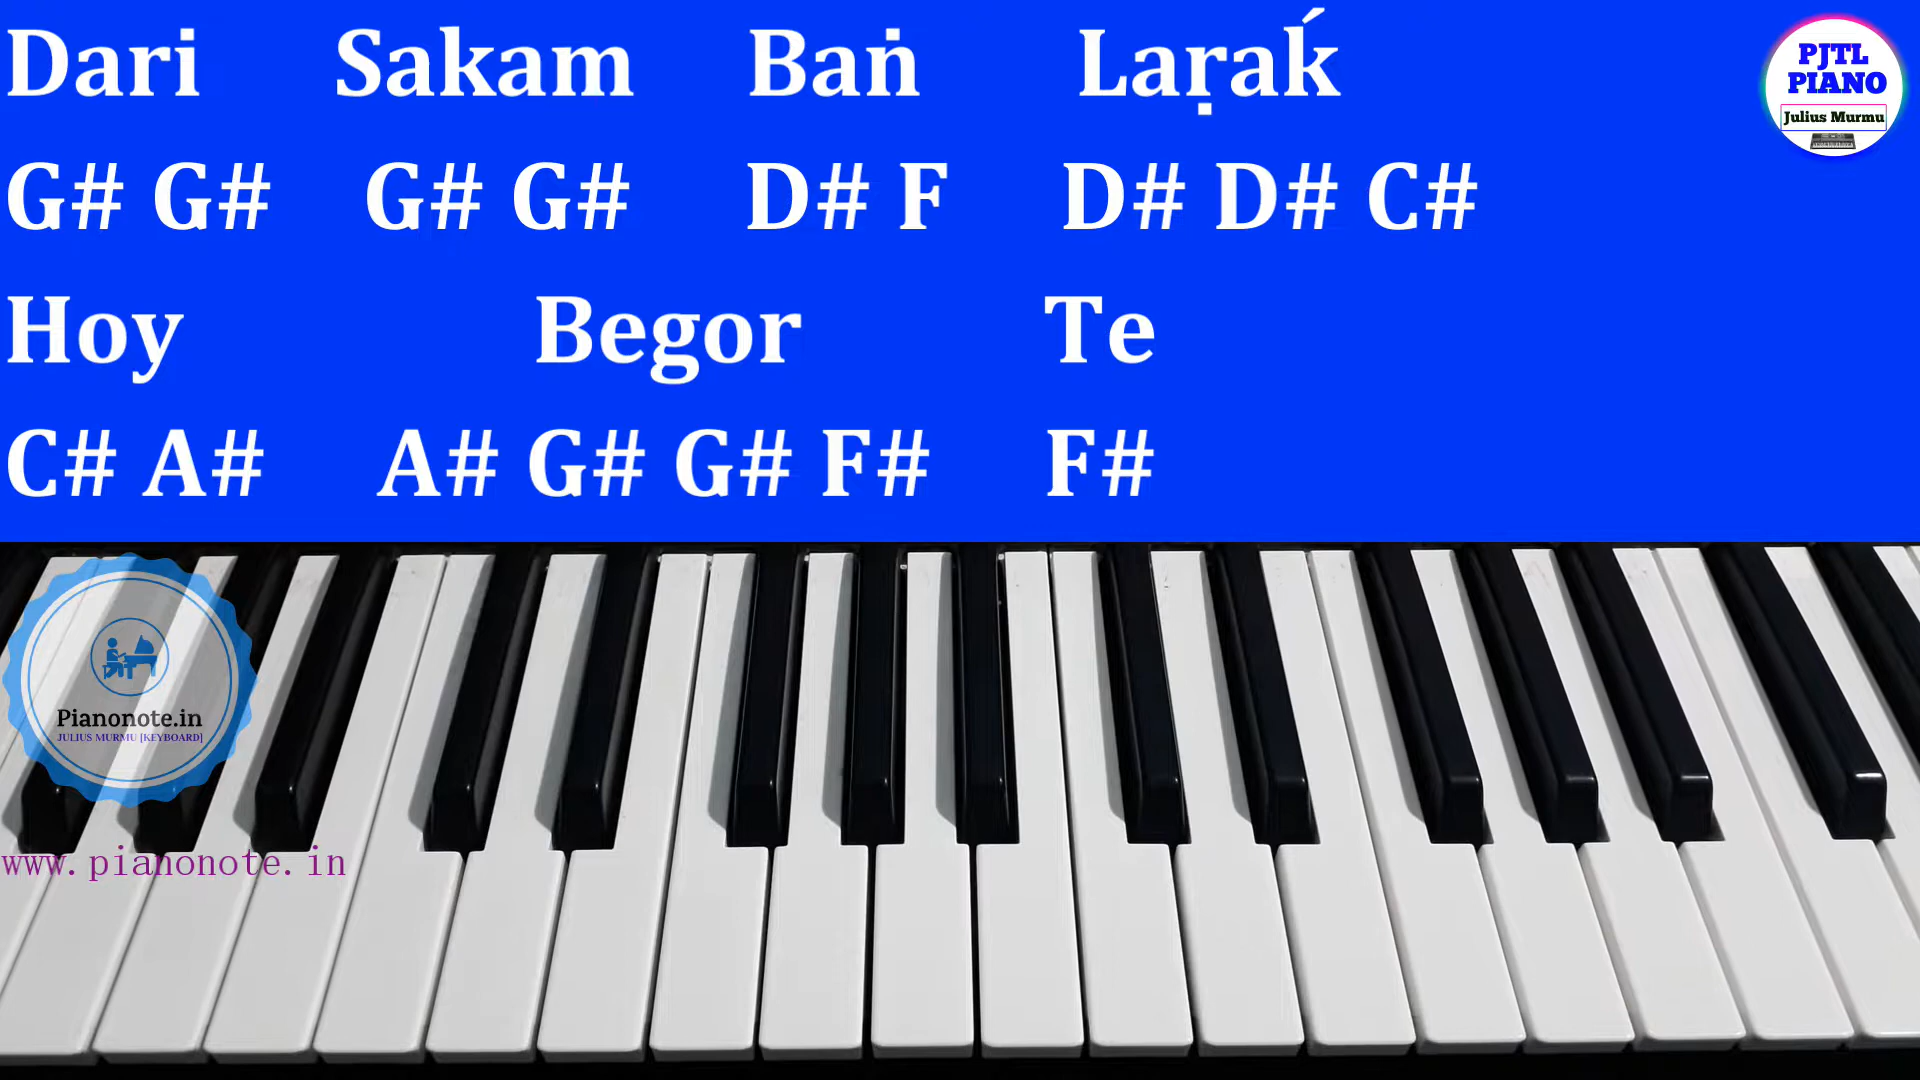 Dari Sakam Baṅ Laṛaḱ
G# G# G# G# D# F D# D# C#
Hoy Begor Te
C# A# A# G# G# F# F#
PJTL
PIANO
Julius Murmu
Pianonote.in
JULIUS MURMU [KEYBOARD]
www.pianonote.in